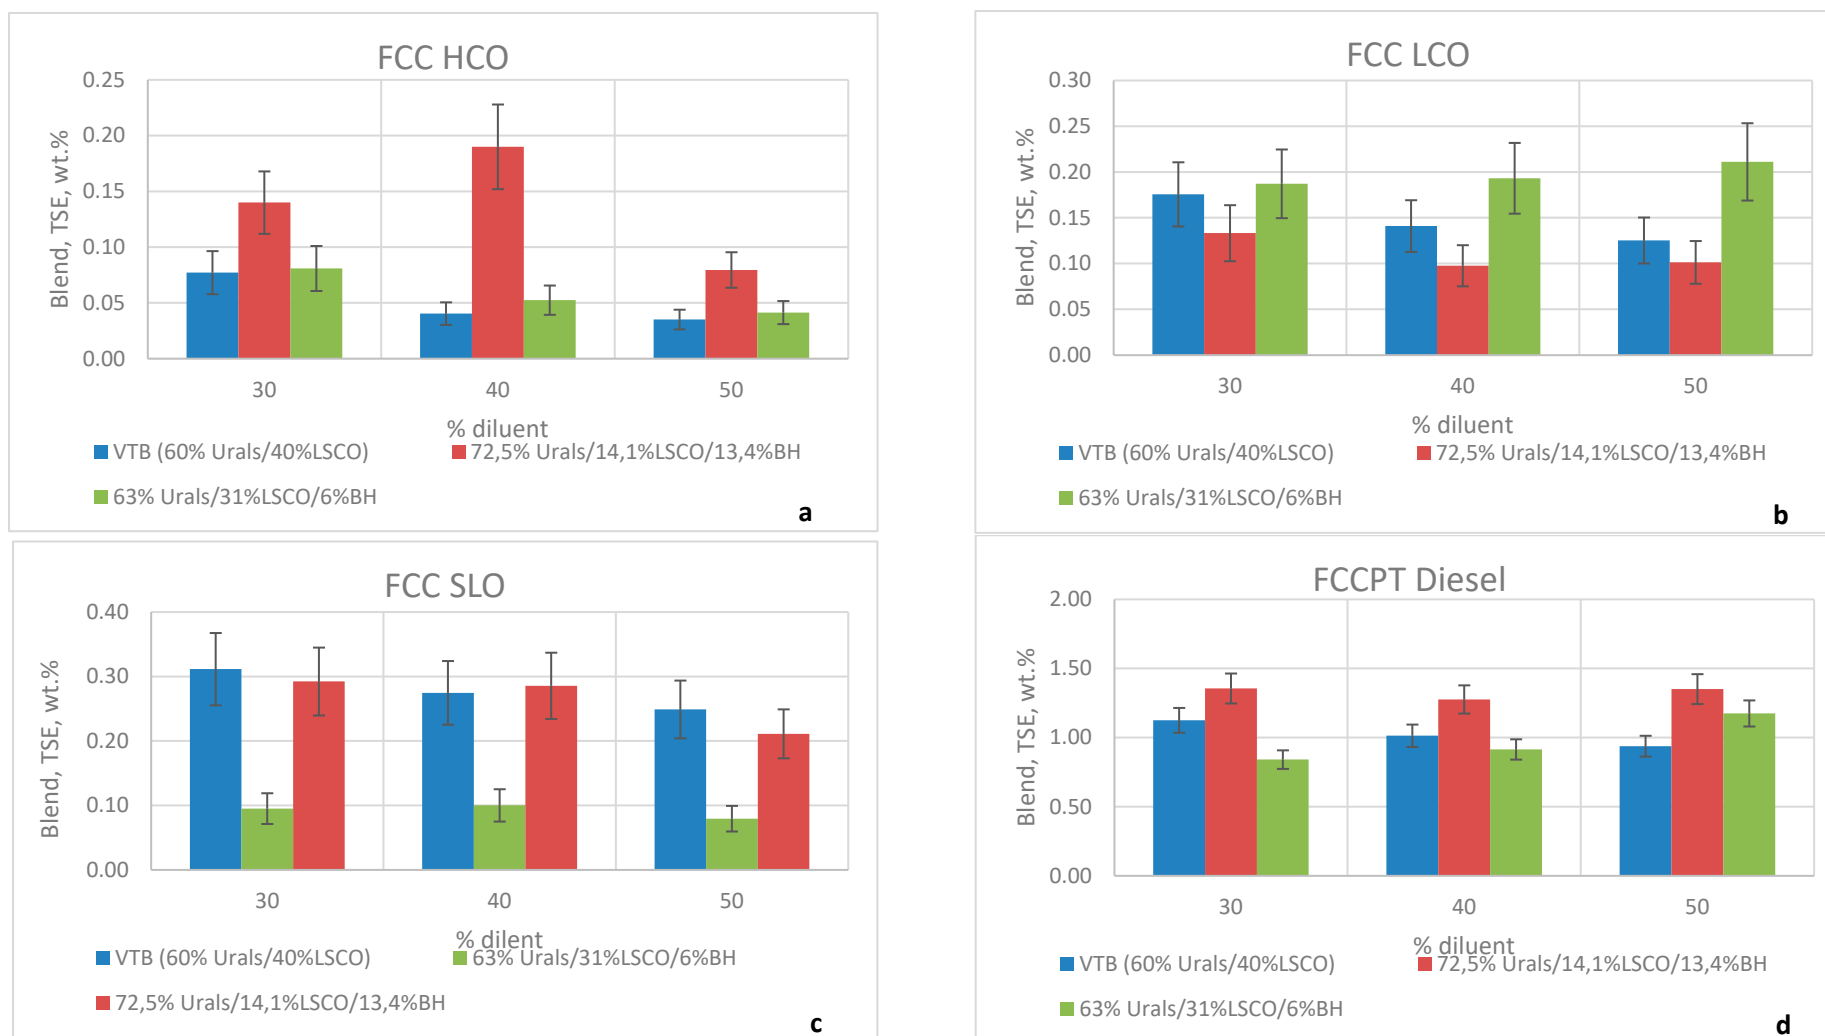 FCC HCO
0.25
0.20
0.15
0.10
0.05
0.00
Blend, TSE, wt.%
30 40 50
% diluent
VTB (60% Urals/40%LSCO) 72,5% Urals/14,1%LSCO/13,4%BH
63% Urals/31%LSCO/6%BH
a
FCC LCO
0.30
0.25
0.20
0.15
0.10
0.05
0.00
Blend, TSE, wt.%
30 40 50
% diluent
VTB (60% Urals/40%LSCO) 72,5% Urals/14,1%LSCO/13,4%BH
63% Urals/31%LSCO/6%BH
b
FCC SLO
0.40
0.30
0.20
0.10
0.00
Blend, TSE, wt.%
30 40 50
% dilent
VTB (60% Urals/40%LSCO) 63% Urals/31%LSCO/6%BH
72,5% Urals/14,1%LSCO/13,4%BH
c
FCCPT Diesel
2.00
1.50
1.00
0.50
0.00
Blend, TSE, wt.%
30 40 50
% diluent
VTB (60% Urals/40%LSCO) 72,5% Urals/14,1%LSCO/13,4%BH
63% Urals/31%LSCO/6%BH
d